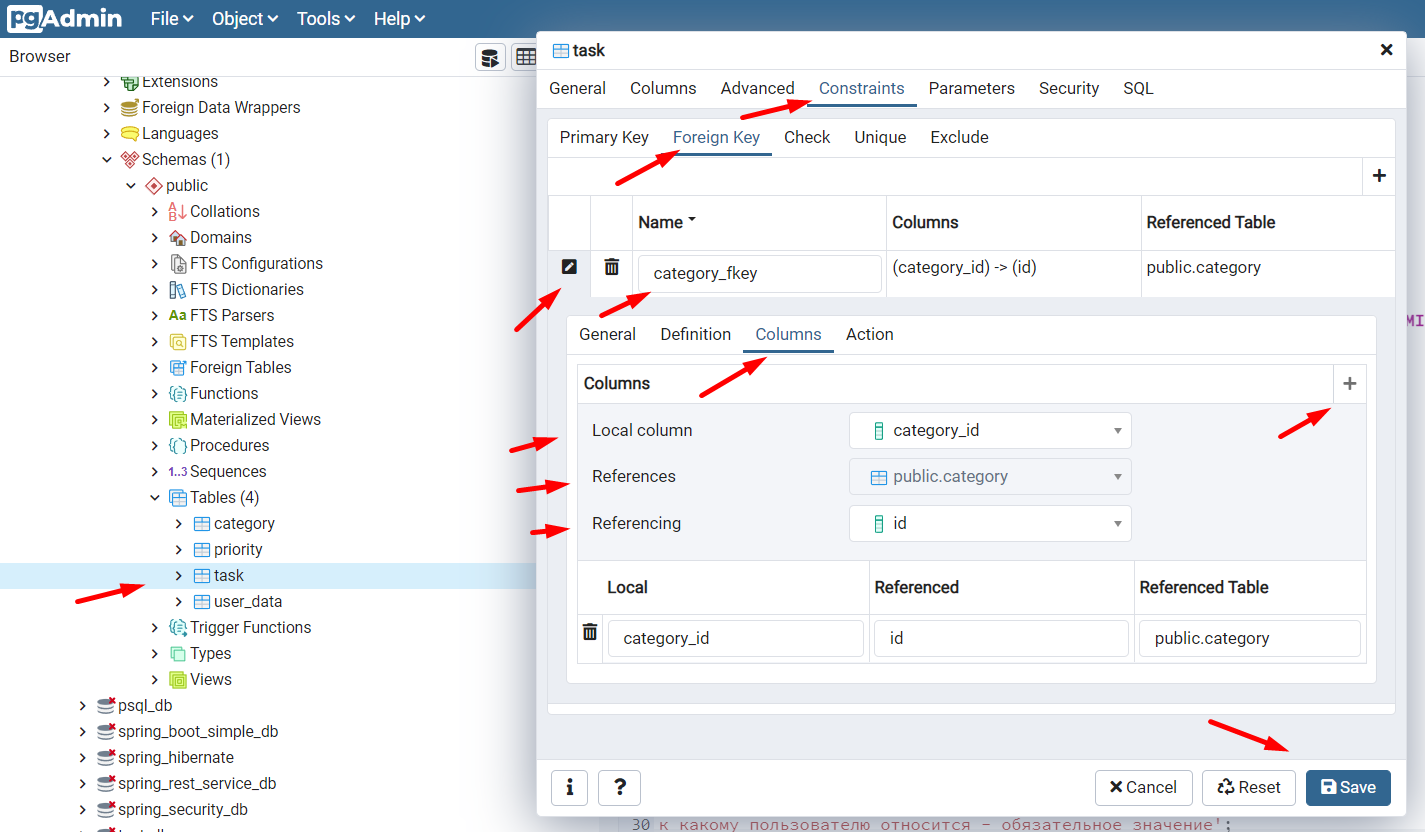 pgAdmin File Object Tools Help
Browser
Extensions
Foreign Data Wrappers
Languages
Schemas (1)
public
Collations
Domains
FTS Configurations
FTS Dictionaries
Aa FTS Parsers
FTS Templates
Foreign Tables
Functions
Materialized Views
Procedures
1..3 Sequences
Tables (4)
category
priority
task
user_data
Trigger Functions
Types
Views
psql_db
spring_boot_simple_db
spring_hibernate
spring_rest_service_db
spring_security_db
task
General Columns Advanced Constraints Parameters Security SQL
Primary Key Foreign Key Check Unique Exclude
Name Columns Referenced Table
category_fkey (category_id) -> (id) public.category
General Definition Columns Action
Columns
Local column category_id
References public.category
Referencing id
Local Referenced Referenced Table
category_id id public.category
i ? Cancel Reset Save
MI
30 к какому пользователю относится - обязательное значение';